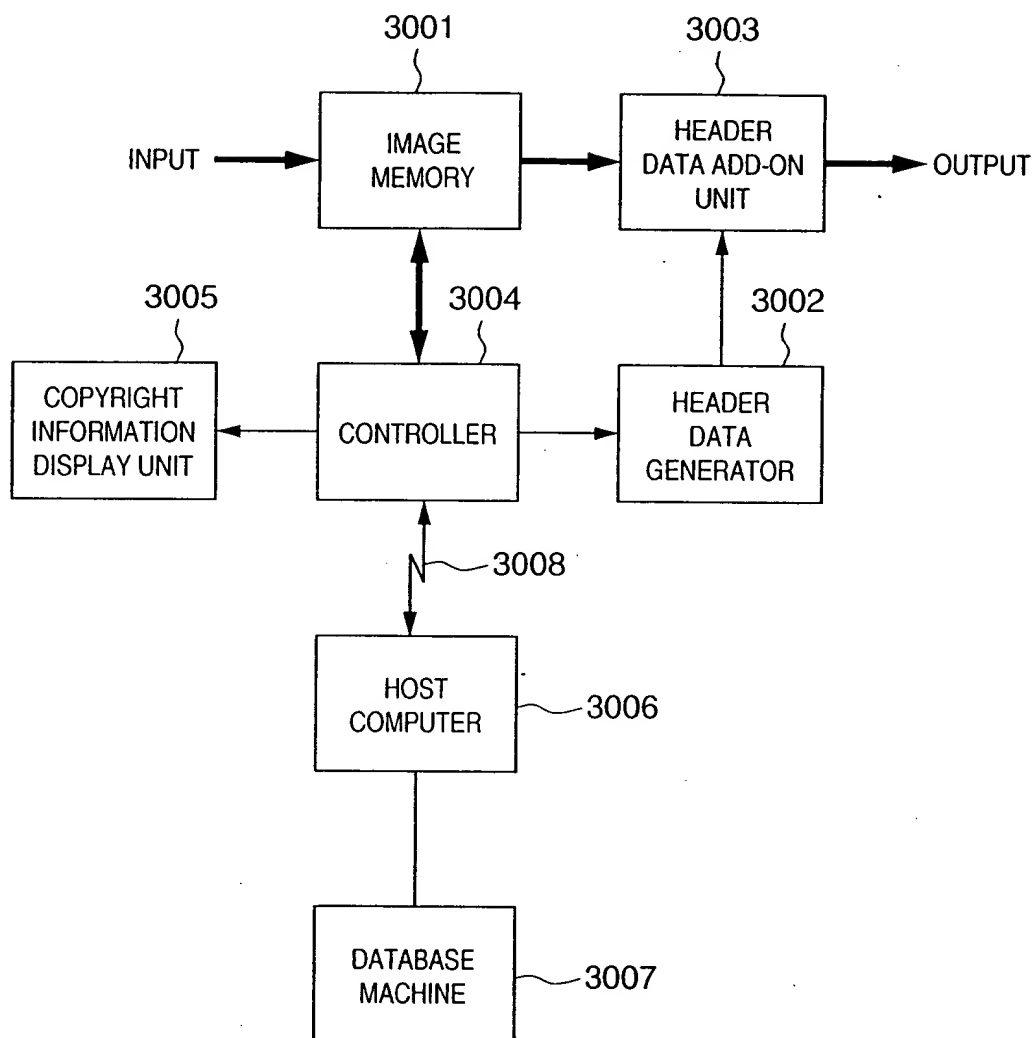 3001
3003
INPUT
IMAGE
MEMORY
HEADER
DATA ADD-ON
UNIT
OUTPUT
3005
3004
3002
COPYRIGHT
INFORMATION
DISPLAY UNIT
CONTROLLER
HEADER
DATA
GENERATOR
3008
HOST
COMPUTER
3006
DATABASE
MACHINE
3007